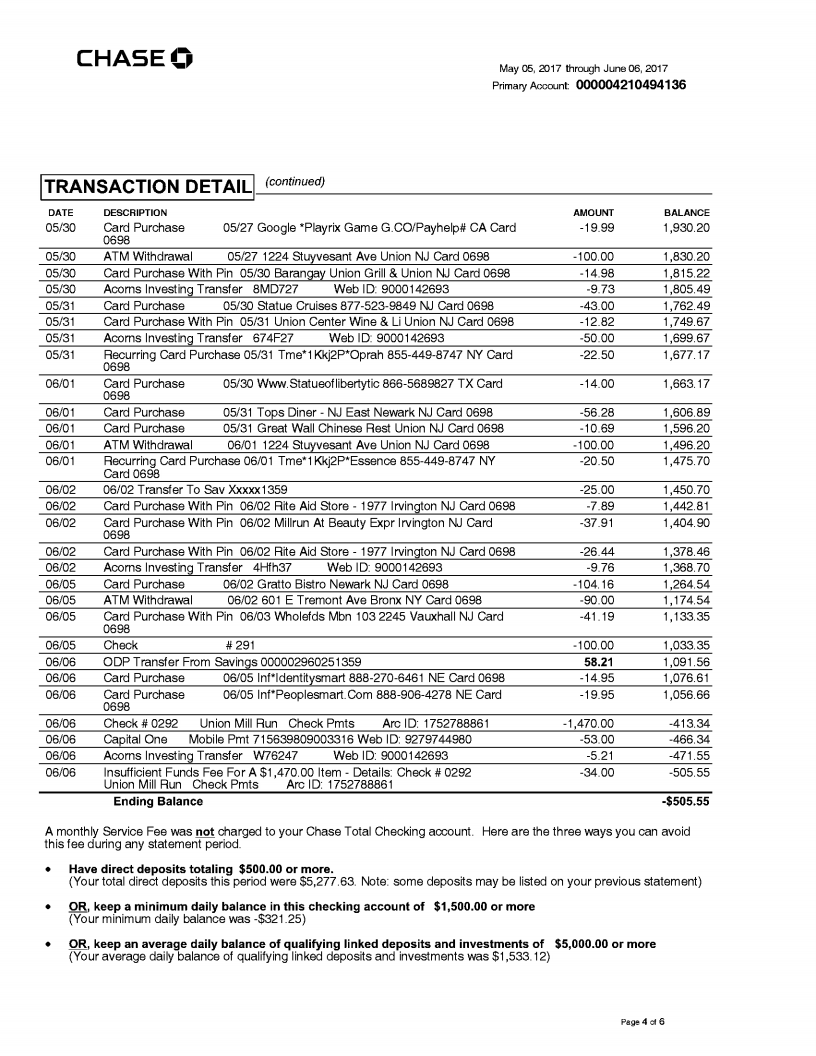 CHASE
May 05, 2017 through June 06, 2017
Primary Account: 000004210494136
TRANSACTION DETAIL (continued)
DATE DESCRIPTION AMOUNT BALANCE
05/30 Card Purchase 05/27 Google *Playrix Game G.CO/Payhelp# CA Card -19.99 1,930.20
0698
05/30 ATM Withdrawal 05/27 1224 Stuyvesant Ave Union NJ Card 0698 -100.00 1,830.20
05/30 Card Purchase With Pin 05/30 Barangay Union Grill & Union NJ Card 0698 -14.98 1,815.22
05/30 Acorns Investing Transfer 8MD727 Web ID: 9000142693 -9.73 1,805.49
05/31 Card Purchase 05/30 Statue Cruises 877-523-9849 NJ Card 0698 -43.00 1,762.49
05/31 Card Purchase With Pin 05/31 Union Center Wine & Li Union NJ Card 0698 -12.82 1,749.67
05/31 Acorns Investing Transfer 674F27 Web ID: 9000142693 -50.00 1,699.67
05/31 Recurring Card Purchase 05/31 Tme*1Kkj2P*Oprah 855-449-8747 NY Card -22.50 1,677.17
0698
06/01 Card Purchase 05/30 Www.Statueoflibertytic 866-5689827 TX Card -14.00 1,663.17
0698
06/01 Card Purchase 05/31 Tops Diner - NJ East Newark NJ Card 0698 -56.28 1,606.89
06/01 Card Purchase 05/31 Great Wall Chinese Rest Union NJ Card 0698 -10.69 1,596.20
06/01 ATM Withdrawal 06/01 1224 Stuyvesant Ave Union NJ Card 0698 -100.00 1,496.20
06/01 Recurring Card Purchase 06/01 Tme*1Kkj2P*Essence 855-449-8747 NY -20.50 1,475.70
Card 0698
06/02 06/02 Transfer To Sav Xxxxx1359 -25.00 1,450.70
06/02 Card Purchase With Pin 06/02 Rite Aid Store - 1977 Irvington NJ Card 0698 -7.89 1,442.81
06/02 Card Purchase With Pin 06/02 Millrun At Beauty Expr Irvington NJ Card -37.91 1,404.90
0698
06/02 Card Purchase With Pin 06/02 Rite Aid Store - 1977 Irvington NJ Card 0698 -26.44 1,378.46
06/02 Acorns Investing Transfer 4Hfh37 Web ID: 9000142693 -9.76 1,368.70
06/05 Card Purchase 06/02 Gratto Bistro Newark NJ Card 0698 -104.16 1,264.54
06/05 ATM Withdrawal 06/02 601 E Tremont Ave Bronx NY Card 0698 -90.00 1,174.54
06/05 Card Purchase With Pin 06/03 Wholefds Mbn 103 2245 Vauxhall NJ Card -41.19 1,133.35
0698
06/05 Check # 291 -100.00 1,033.35
06/06 ODP Transfer From Savings 000002960251359 58.21 1,091.56
06/06 Card Purchase 06/05 Inf*Identitysmart 888-270-6461 NE Card 0698 -14.95 1,076.61
06/06 Card Purchase 06/05 Inf*Peoplesmart.Com 888-906-4278 NE Card -19.95 1,056.66
0698
06/06 Check # 0292 Union Mill Run Check Pmts Arc ID: 1752788861 -1,470.00 -413.34
06/06 Capital One Mobile Pmt 715639809003316 Web ID: 9279744980 -53.00 -466.34
06/06 Acorns Investing Transfer W76247 Web ID: 9000142693 -5.21 -471.55
06/06 Insufficient Funds Fee For A $1,470.00 Item - Details: Check # 0292 -34.00 -505.55
Union Mill Run Check Pmts Arc ID: 1752788861
Ending Balance -$505.55
A monthly Service Fee was not charged to your Chase Total Checking account. Here are the three ways you can avoid
this fee during any statement period.
• Have direct deposits totaling $500.00 or more.
(Your total direct deposits this period were $5,277.63. Note: some deposits may be listed on your previous statement)
• OR, keep a minimum daily balance in this checking account of $1,500.00 or more
(Your minimum daily balance was -$321.25)
• OR, keep an average daily balance of qualifying linked deposits and investments of $5,000.00 or more
(Your average daily balance of qualifying linked deposits and investments was $1,533.12)
Page 4 of 6